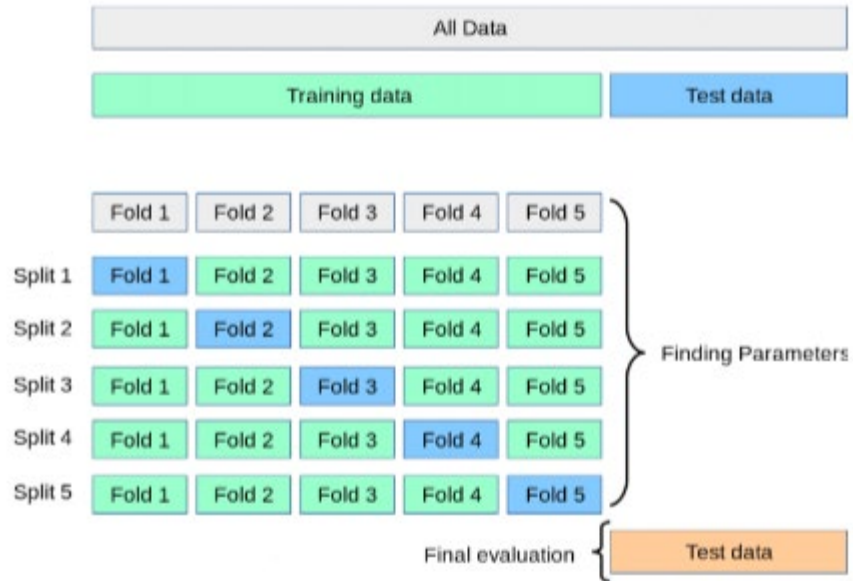 All Data
Training data Test data
Fold 1 Fold 2 Fold 3 Fold 4 Fold 5
Split 1 Fold 1 Fold 2 Fold 3 Fold 4 Fold 5
Split 2 Fold 1 Fold 2 Fold 3 Fold 4 Fold 5
Finding Parameters
Split 3 Fold 1 Fold 2 Fold 3 Fold 4 Fold 5
Split 4 Fold 1 Fold 2 Fold 3 Fold 4 Fold 5
Split 5 Fold 1 Fold 2 Fold 3 Fold 4 Fold 5
Final evaluation Test data